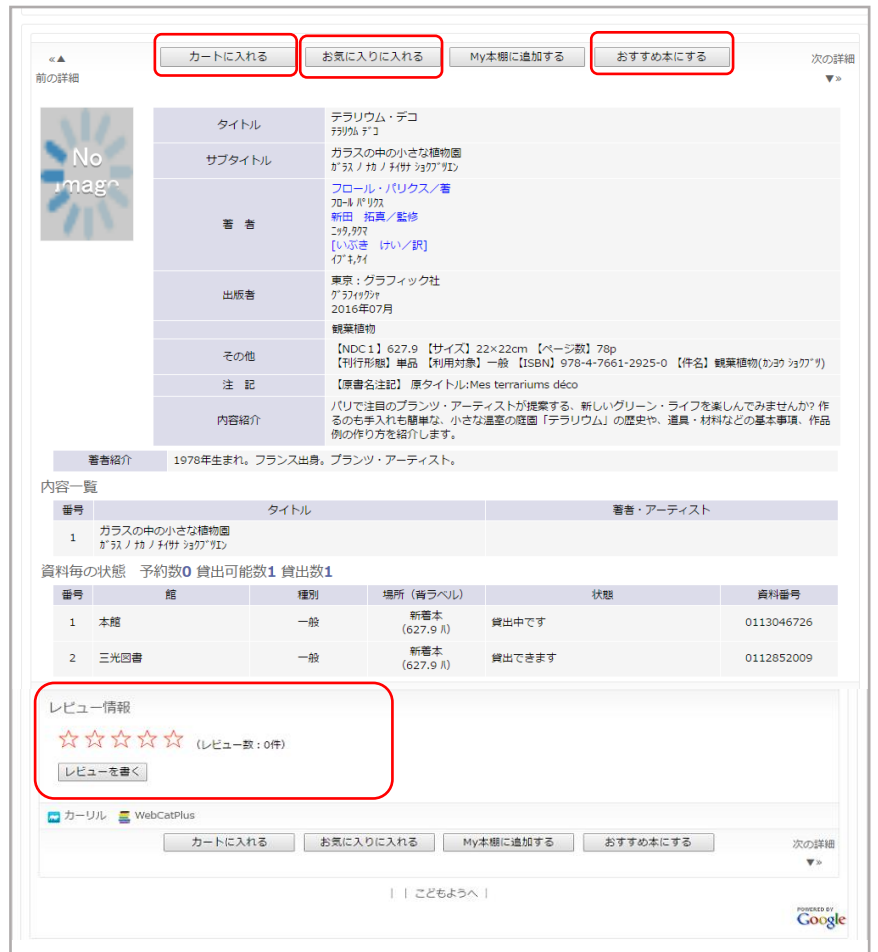 «▲ カートに入れる お気に入りに入れる My本棚に追加する おすすめ本にする 次の詳細
前の詳細 ▼»
No Image
タイトル テラリウム・デコ
ﾃﾗﾘｳﾑ ﾃﾞｺ
サブタイトル ガラスの中の小さな植物園
ｶﾞﾗｽ ﾉ ﾅｶ ﾉ ﾁｲｻﾅ ｼｮｸﾌﾞﾂｴﾝ
著 者 フロール・パリクス／著
ﾌﾛｰﾙ ﾊﾟﾘｸｽ
新田 拓真／監修
ﾆｯﾀ,ﾀｸﾏ
[いぶき けい／訳]
ｲﾌﾞｷ,ｹｲ
出版者 東京：グラフィック社
ｸﾞﾗﾌｨｯｸｼｬ
2016年07月
観葉植物
その他 【NDC１】627.9 【サイズ】22×22cm 【ページ数】78p
【刊行形態】単品 【利用対象】一般 【ISBN】978-4-7661-2925-0 【件名】観葉植物(ｶﾝﾖｳ ｼｮｸﾌﾞﾂ)
注 記 【原書名注記】 原タイトル:Mes terrariums déco
内容紹介 パリで注目のプランツ・アーティストが提案する、新しいグリーン・ライフを楽しんでみませんか? 作
るのも手入れも簡単な、小さな温室の庭園「テラリウム」の歴史や、道具・材料などの基本事項、作品
例の作り方を紹介します。
著者紹介 1978年生まれ。フランス出身。プランツ・アーティスト。
内容一覧
番号 タイトル 著者・アーティスト
1 ガラスの中の小さな植物園
ｶﾞﾗｽ ﾉ ﾅｶ ﾉ ﾁｲｻﾅ ｼｮｸﾌﾞﾂｴﾝ
資料毎の状態 予約数0 貸出可能数1 貸出数1
番号 館 種別 場所（背ラベル） 状態 資料番号
1 本館 一般 新着本 貸出中です 0113046726
（627.9 ﾊ）
2 三光図書 一般 新着本 貸出できます 0112852009
（627.9 ﾊ）
レビュー情報
☆☆☆☆☆ （レビュー数：0件）
レビューを書く
カーリル WebCatPlus
カートに入れる お気に入りに入れる My本棚に追加する おすすめ本にする 次の詳細
▼»
| | こどもようへ |
POWERED BY
Google